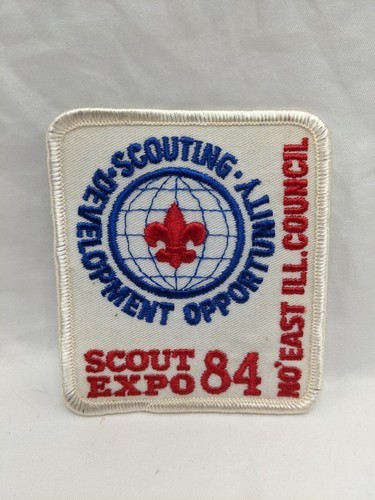 SCOUTING · DEVELOPMENT OPPORTUNITY ·
NO'EAST ILL. COUNCIL
SCOUT
EXPO 84